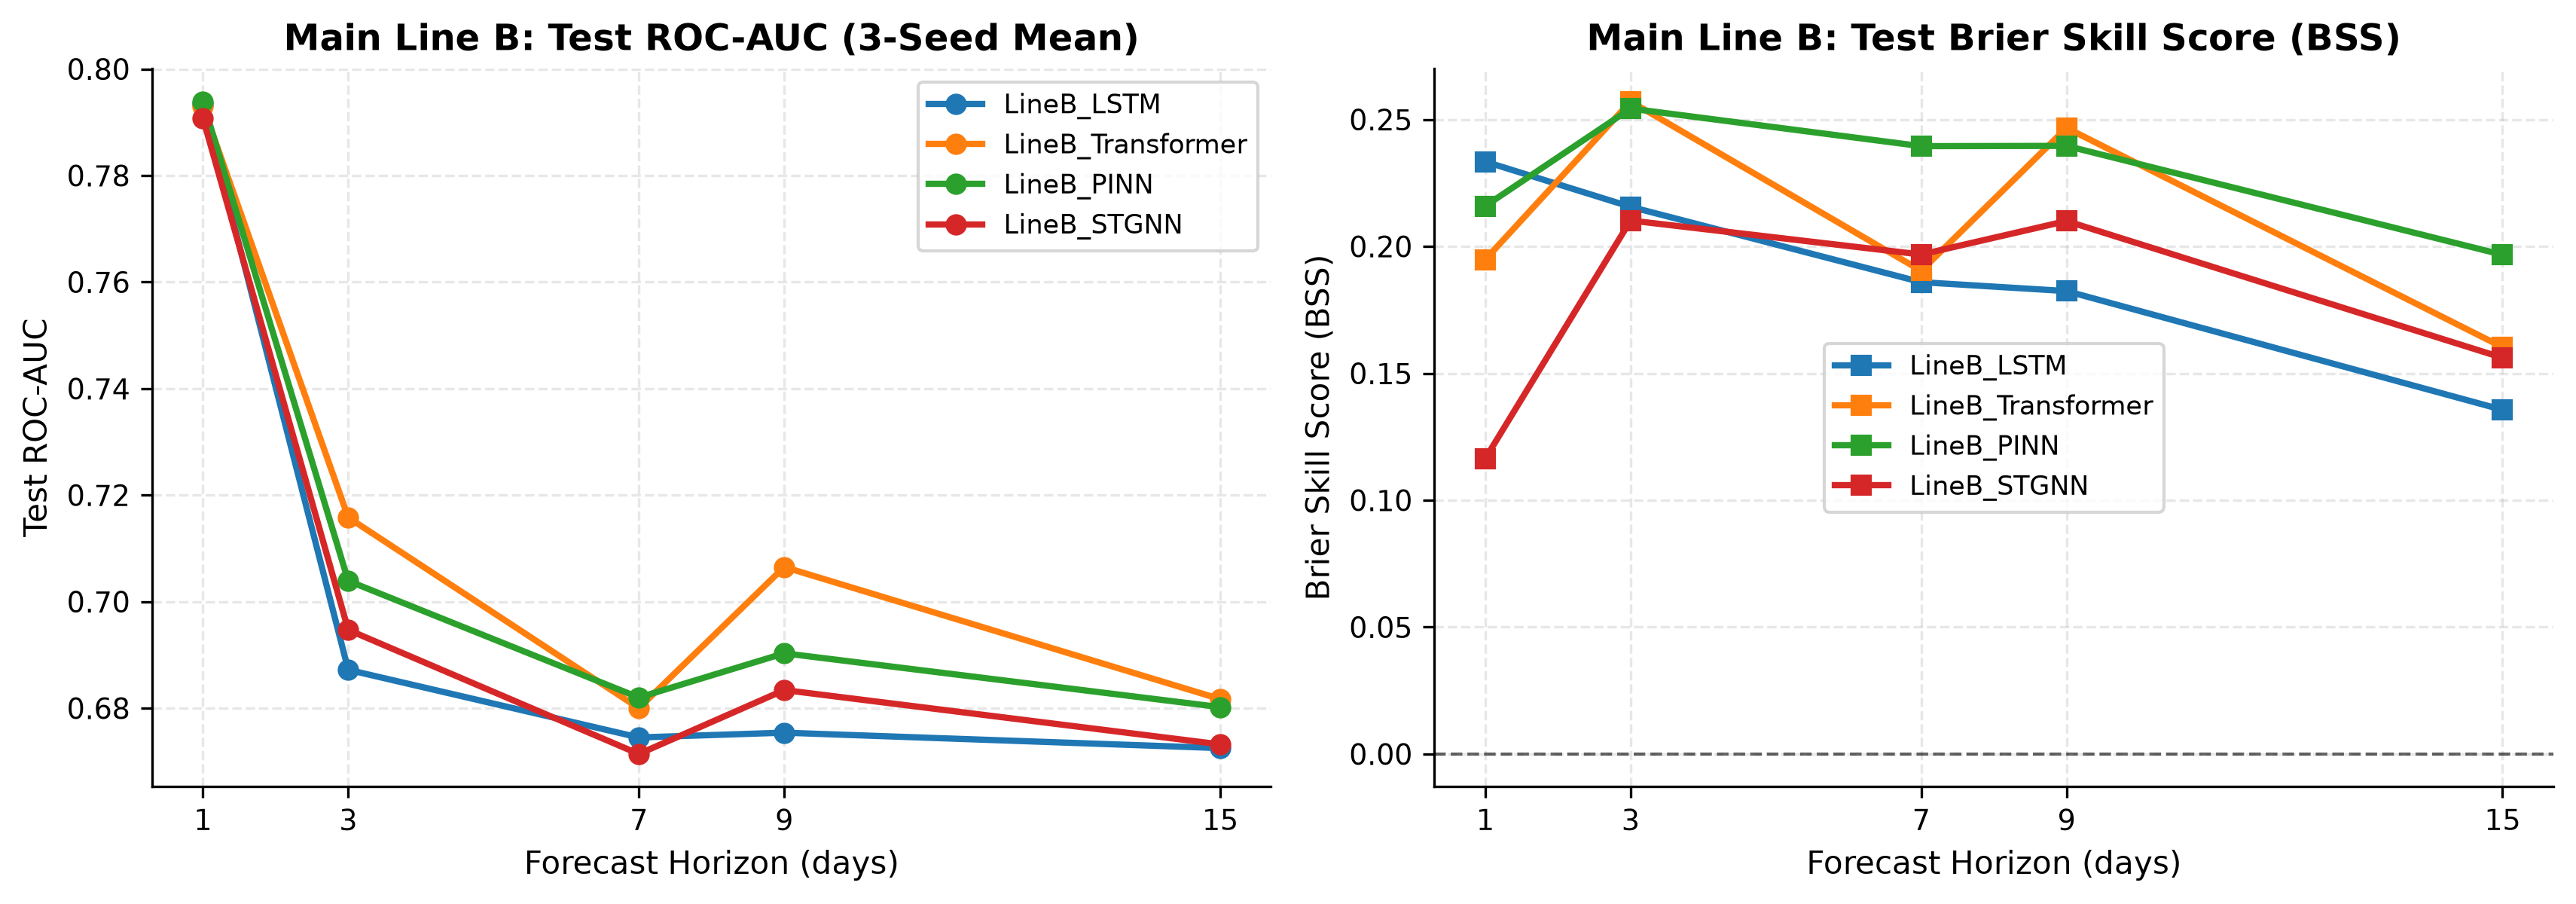 Main Line B: Test ROC-AUC (3-Seed Mean)
Test ROC-AUC
0.80
0.78
0.76
0.74
0.72
0.70
0.68
LineB_LSTM
LineB_Transformer
LineB_PINN
LineB_STGNN
1 3 7 9 15
Forecast Horizon (days)
Main Line B: Test Brier Skill Score (BSS)
Brier Skill Score (BSS)
0.25
0.20
0.15
0.10
0.05
0.00
LineB_LSTM
LineB_Transformer
LineB_PINN
LineB_STGNN
1 3 7 9 15
Forecast Horizon (days)